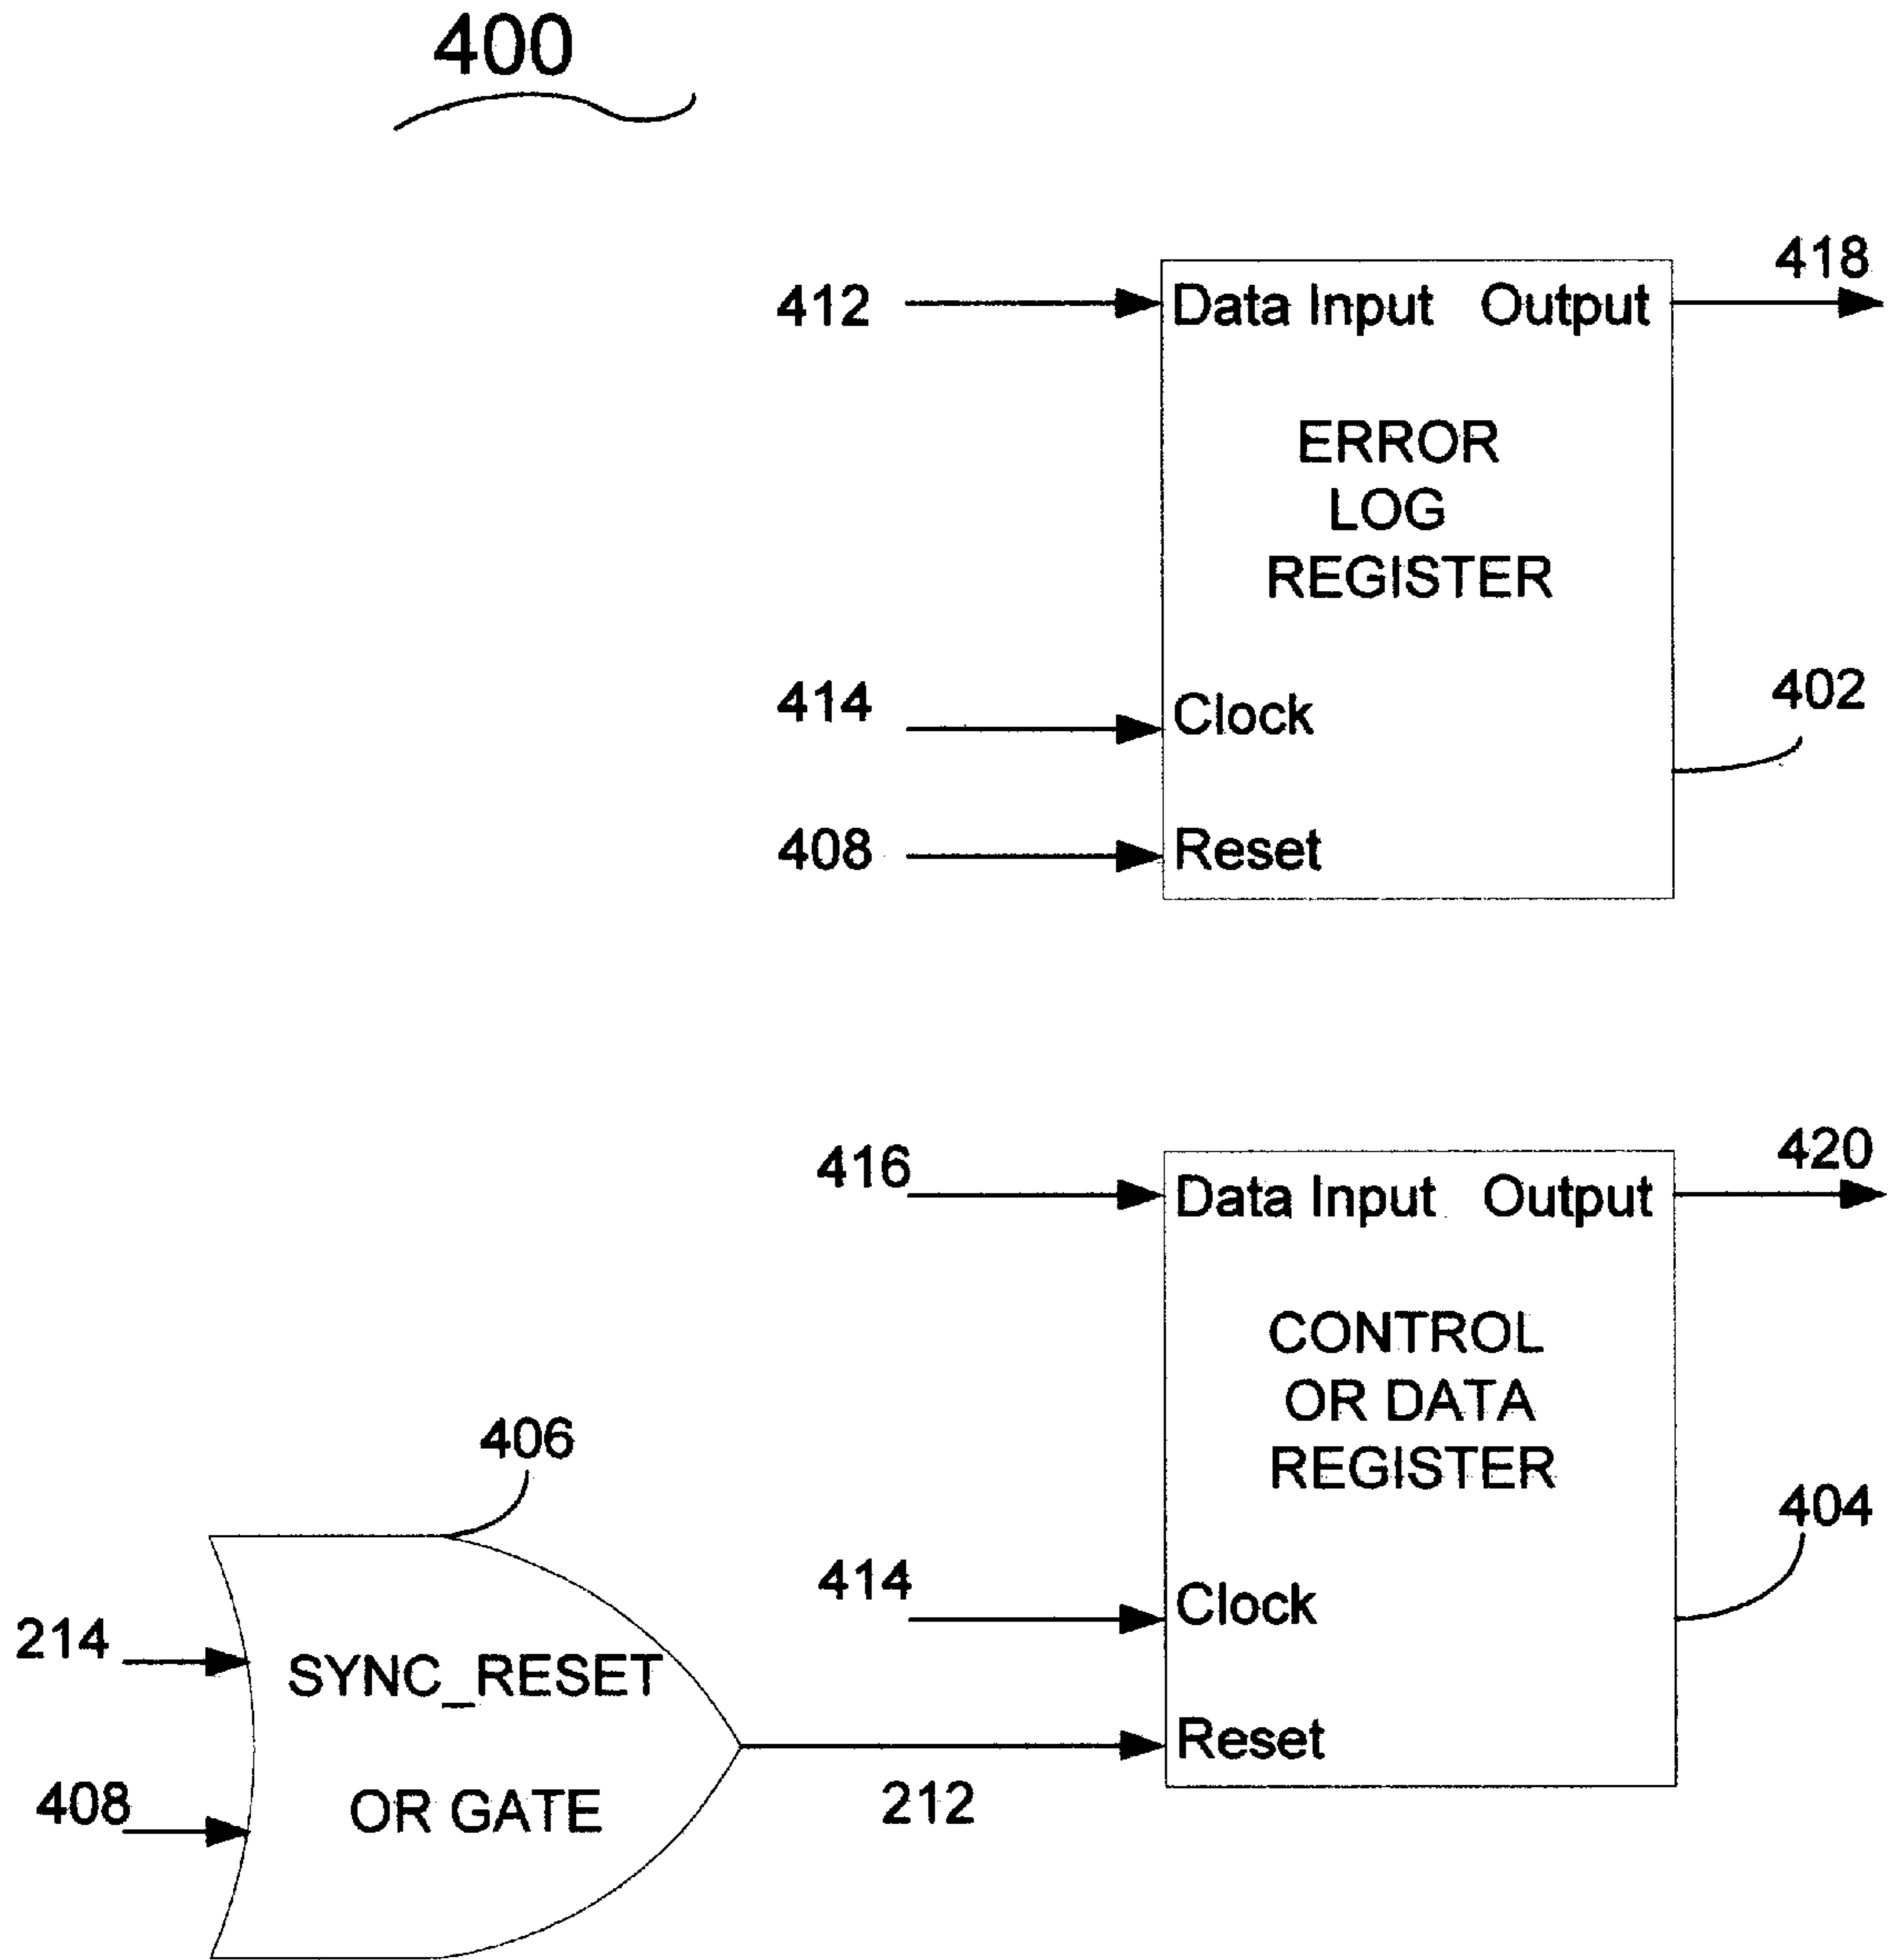 400
418
412 Data Input Output
ERROR
LOG
REGISTER
402
414 Clock
408 Reset
420
416 Data Input Output
CONTROL
OR DATA
REGISTER
406
404
414 Clock
214
SYNC_RESET
Reset
408
OR GATE
212